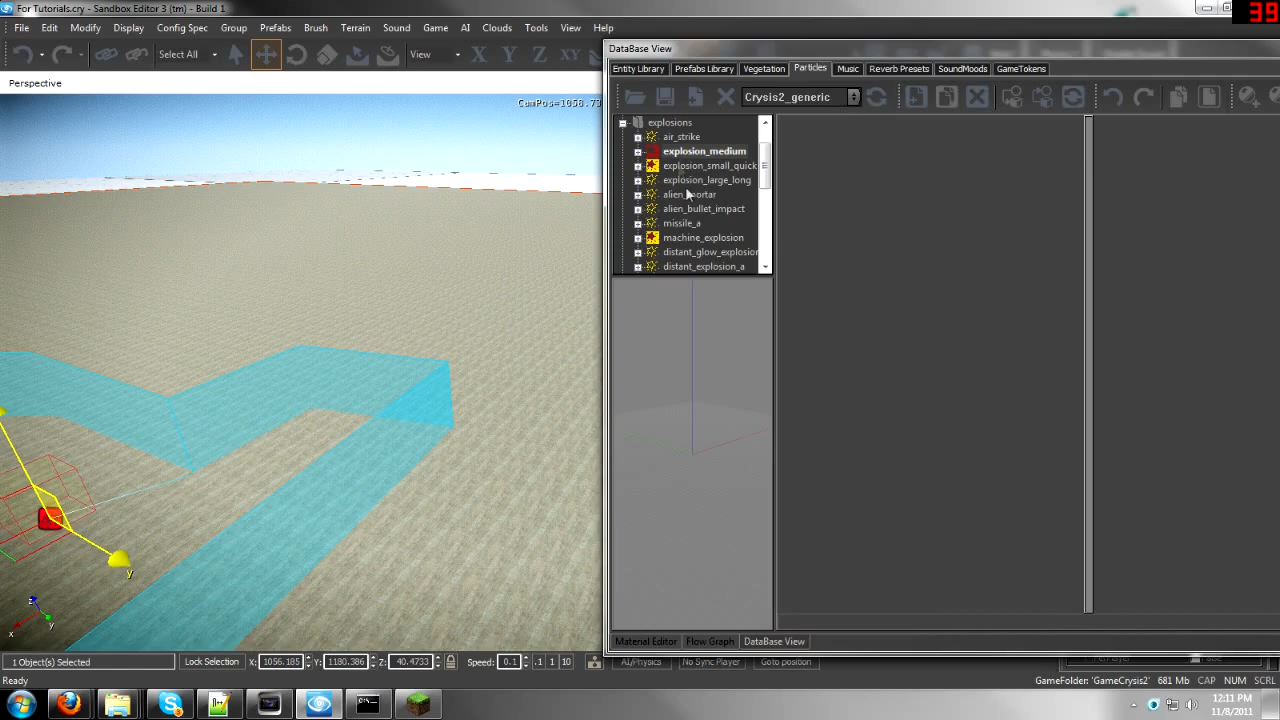 For Tutorials.cry - Sandbox Editor 3 (tm) - Build 1
39
File Edit Modify Display Config Spec Group Prefabs Brush Terrain Sound Game AI Clouds Tools View Help
Select All View X Y Z XY
DataBase View
Entity Library Prefabs Library Vegetation Particles Music Reverb Presets SoundMoods GameTokens
Perspective
CamPos=1058.73
Crysis2_generic
explosions
air_strike
explosion_medium
explosion_small_quick
explosion_large_long
alien_mortar
alien_bullet_impact
missile_a
machine_explosion
distant_glow_explosion
distant_explosion_a
y
z
x
y
Material Editor Flow Graph DataBase View
1 Object(s) Selected Lock Selection X: 1056.185 Y: 1180.386 Z: 40.4733 Speed: 0.1 .1 1 10 AI/Physics No Sync Player Goto position
Ready
GameFolder: 'GameCrysis2' 681 Mb CAP NUM SCRL
12:11 PM
11/8/2011